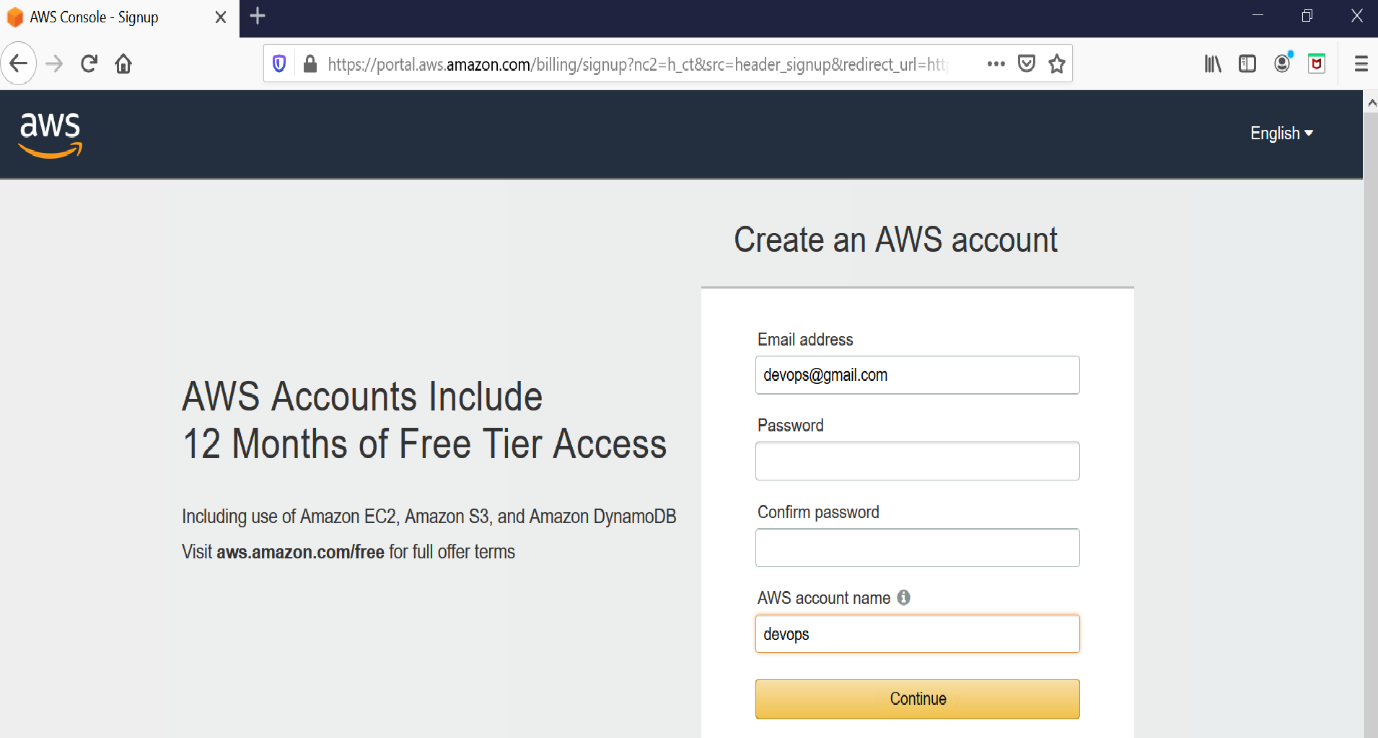 AWS Console - Signup
https://portal.aws.amazon.com/billing/signup?nc2=h_ct&src=header_signup&redirect_url=htt
aws
English
Create an AWS account
Email address
devops@gmail.com
AWS Accounts Include
12 Months of Free Tier Access
Password
Including use of Amazon EC2, Amazon S3, and Amazon DynamoDB
Visit aws.amazon.com/free for full offer terms
Confirm password
AWS account name
devops
Continue